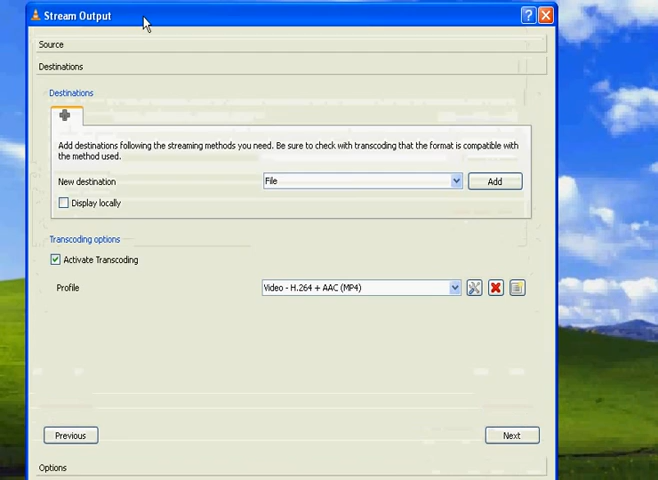 Stream Output
Source
Destinations
Destinations
Add destinations following the streaming methods you need. Be sure to check with transcoding that the format is compatible with
the method used.
New destination
File
Add
Display locally
Transcoding options
Activate Transcoding
Profile
Video - H.264 + AAC (MP4)
Previous
Next
Options